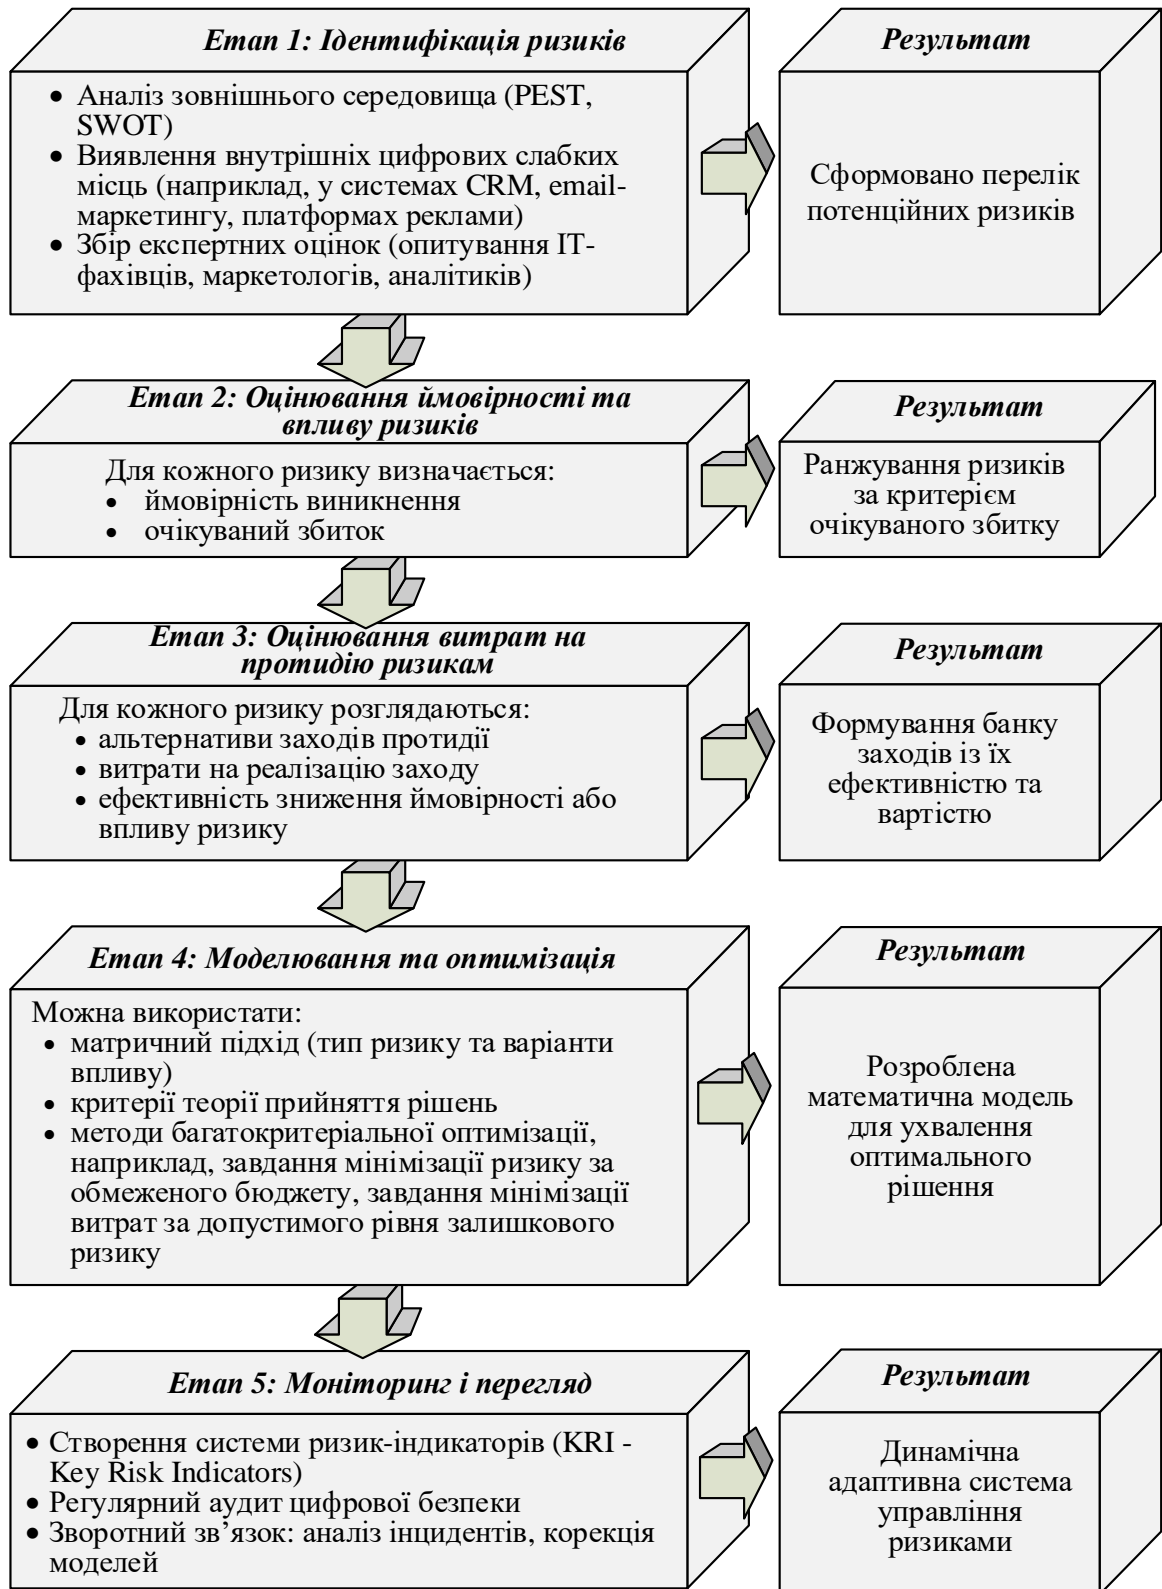 Етап 1: Ідентифікація ризиків
• Аналіз зовнішнього середовища (PEST,
SWOT)
• Виявлення внутрішніх цифрових слабких
місць (наприклад, у системах CRM, email-
маркетингу, платформах реклами)
• Збір експертних оцінок (опитування ІТ-
фахівців, маркетологів, аналітиків)
Результат
Сформовано перелік
потенційних ризиків
Етап 2: Оцінювання ймовірності та
впливу ризиків
Для кожного ризику визначається:
• ймовірність виникнення
• очікуваний збиток
Результат
Ранжування ризиків
за критерієм
очікуваного збитку
Етап 3: Оцінювання витрат на
протидію ризикам
Для кожного ризику розглядаються:
• альтернативи заходів протидії
• витрати на реалізацію заходу
• ефективність зниження ймовірності або
впливу ризику
Результат
Формування банку
заходів із їх
ефективністю та
вартістю
Етап 4: Моделювання та оптимізація
Можна використати:
• матричний підхід (тип ризику та варіанти
впливу)
• критерії теорії прийняття рішень
• методи багатокритеріальної оптимізації,
наприклад, завдання мінімізації ризику за
обмеженого бюджету, завдання мінімізації
витрат за допустимого рівня залишкового
ризику
Результат
Розроблена
математична модель
для ухвалення
оптимального
рішення
Етап 5: Моніторинг і перегляд
• Створення системи ризик-індикаторів (KRI -
Key Risk Indicators)
• Регулярний аудит цифрової безпеки
• Зворотний зв’язок: аналіз інцидентів, корекція
моделей
Результат
Динамічна
адаптивна система
управління
ризиками